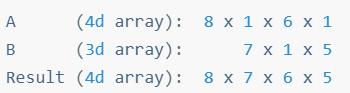 A      (4d array):  8 x 1 x 6 x 1
B      (3d array):      7 x 1 x 5
Result (4d array):  8 x 7 x 6 x 5